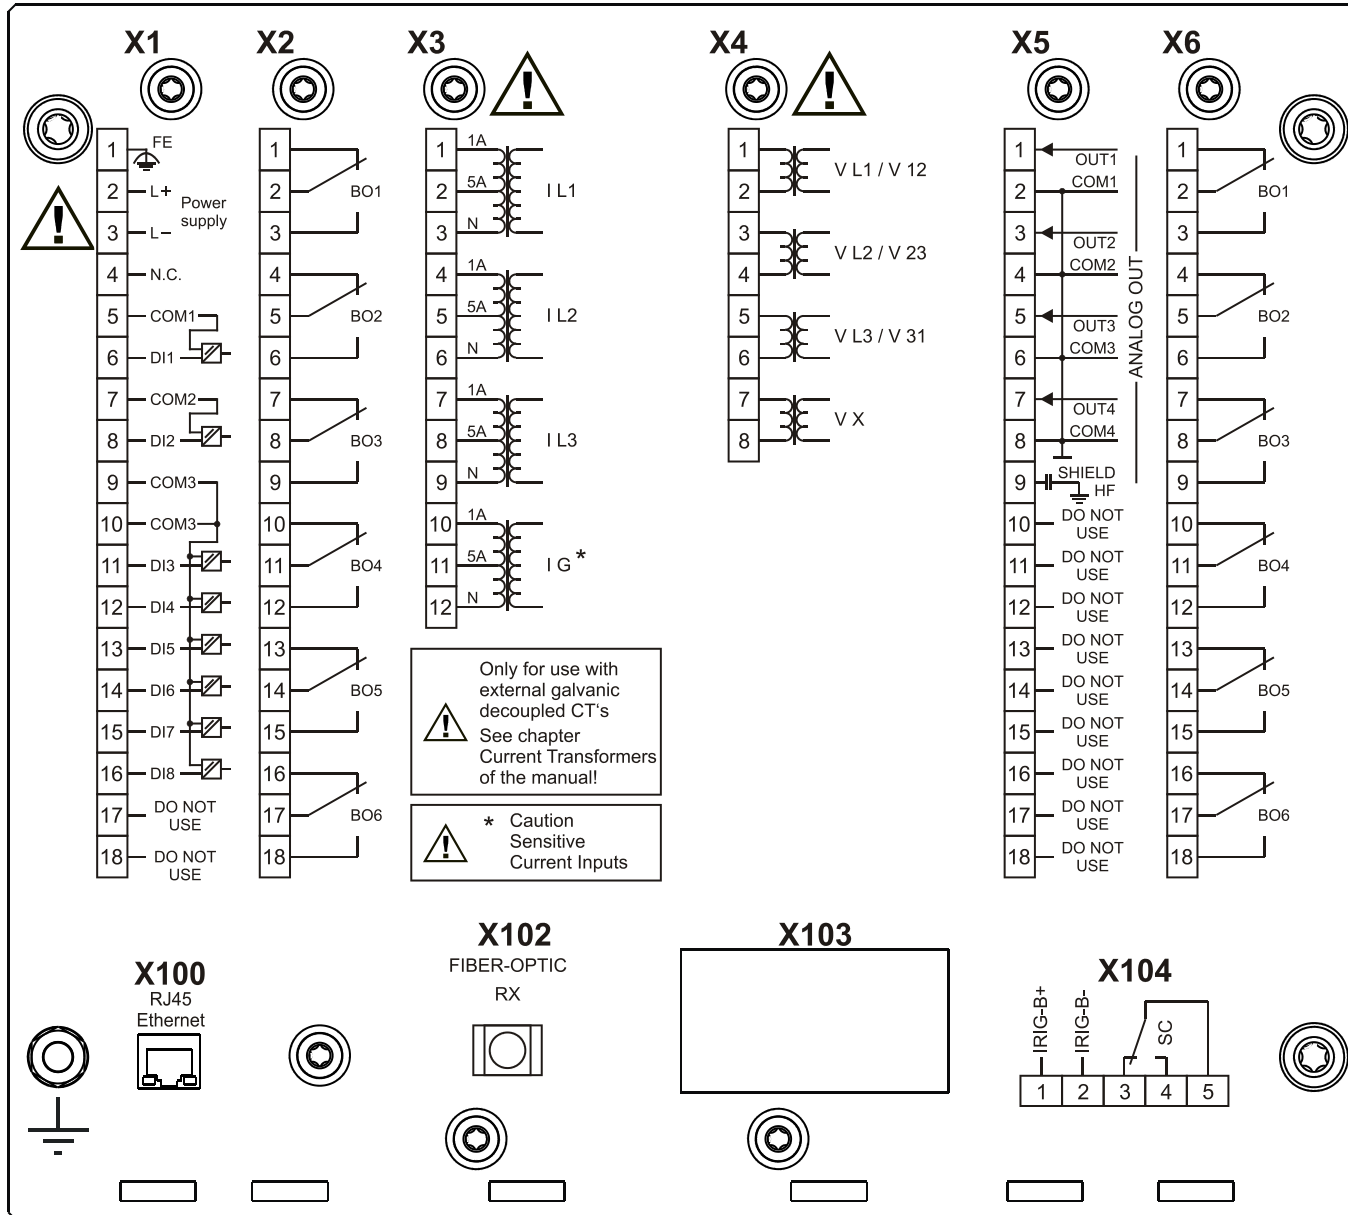 X1
X2
X3
X4
X5
X6
1 FE
2 L+
Power
supply
3 L−
4 N.C.
5 COM1
6 DI1
7 COM2
8 DI2
9 COM3
10 COM3
11 DI3
12 DI4
13 DI5
14 DI6
15 DI7
16 DI8
17 DO NOT
USE
18 DO NOT
USE
1
2 BO1
3
4
5 BO2
6
7
8 BO3
9
10
11 BO4
12
13
14 BO5
15
16
17 BO6
18
1 1A
2 5A I L1
3 N
4 1A
5 5A I L2
6 N
7 1A
8 5A I L3
9 N
10 1A
11 5A I G *
12 N
Only for use with
external galvanic
decoupled CT‘s
See chapter
Current Transformers
of the manual!
* Caution
Sensitive
Current Inputs
1
V L1 / V 12
2
3
V L2 / V 23
4
5
V L3 / V 31
6
7
V X
8
1 OUT1
2 COM1
3 OUT2
4 COM2
5 OUT3
6 COM3
7 OUT4
8 COM4
ANALOG OUT
9 SHIELD
HF
10 DO NOT
USE
11 DO NOT
USE
12 DO NOT
USE
13 DO NOT
USE
14 DO NOT
USE
15 DO NOT
USE
16 DO NOT
USE
17 DO NOT
USE
18 DO NOT
USE
1
2 BO1
3
4
5 BO2
6
7
8 BO3
9
10
11 BO4
12
13
14 BO5
15
16
17 BO6
18
X100
RJ45
Ethernet
X102
FIBER-OPTIC
RX
X103
X104
IRIG-B+
IRIG-B-
SC
1 2 3 4 5